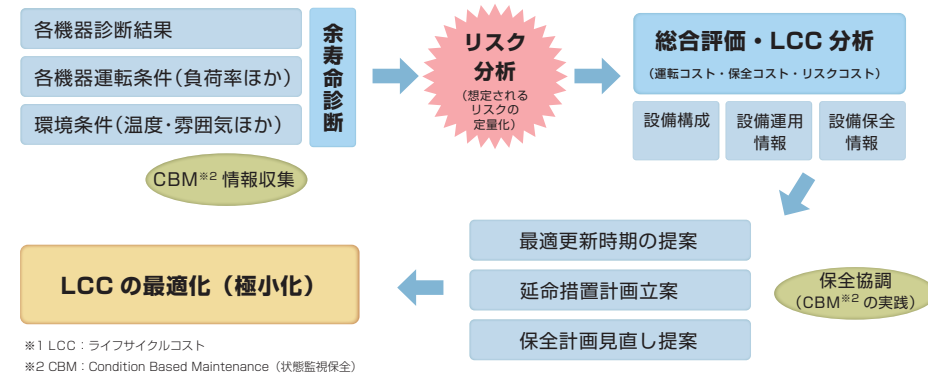 各機器診断結果
各機器運転条件(負荷率ほか)
環境条件(温度・雰囲気ほか)
余寿命診断
CBM※2 情報収集
リスク
分析
(想定される
リスクの
定量化)
総合評価・LCC 分析
(運転コスト・保全コスト・リスクコスト)
設備構成
設備運用
情報
設備保全
情報
最適更新時期の提案
延命措置計画立案
保全計画見直し提案
保全協調
(CBM※2 の実践)
LCC の最適化(極小化)
※1 LCC:ライフサイクルコスト
※2 CBM:Condition Based Maintenance(状態監視保全)